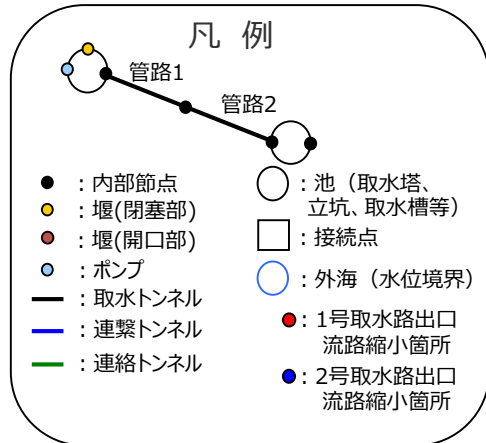 凡 例
管路1
管路2
：内部節点
：堰(閉塞部)
：堰(開口部)
：ポンプ
：取水トンネル
：連繋トンネル
：連絡トンネル
：池（取水塔、
立坑、取水槽等）
：接続点
：外海（水位境界）
：1号取水路出口
流路縮小箇所
：2号取水路出口
流路縮小箇所